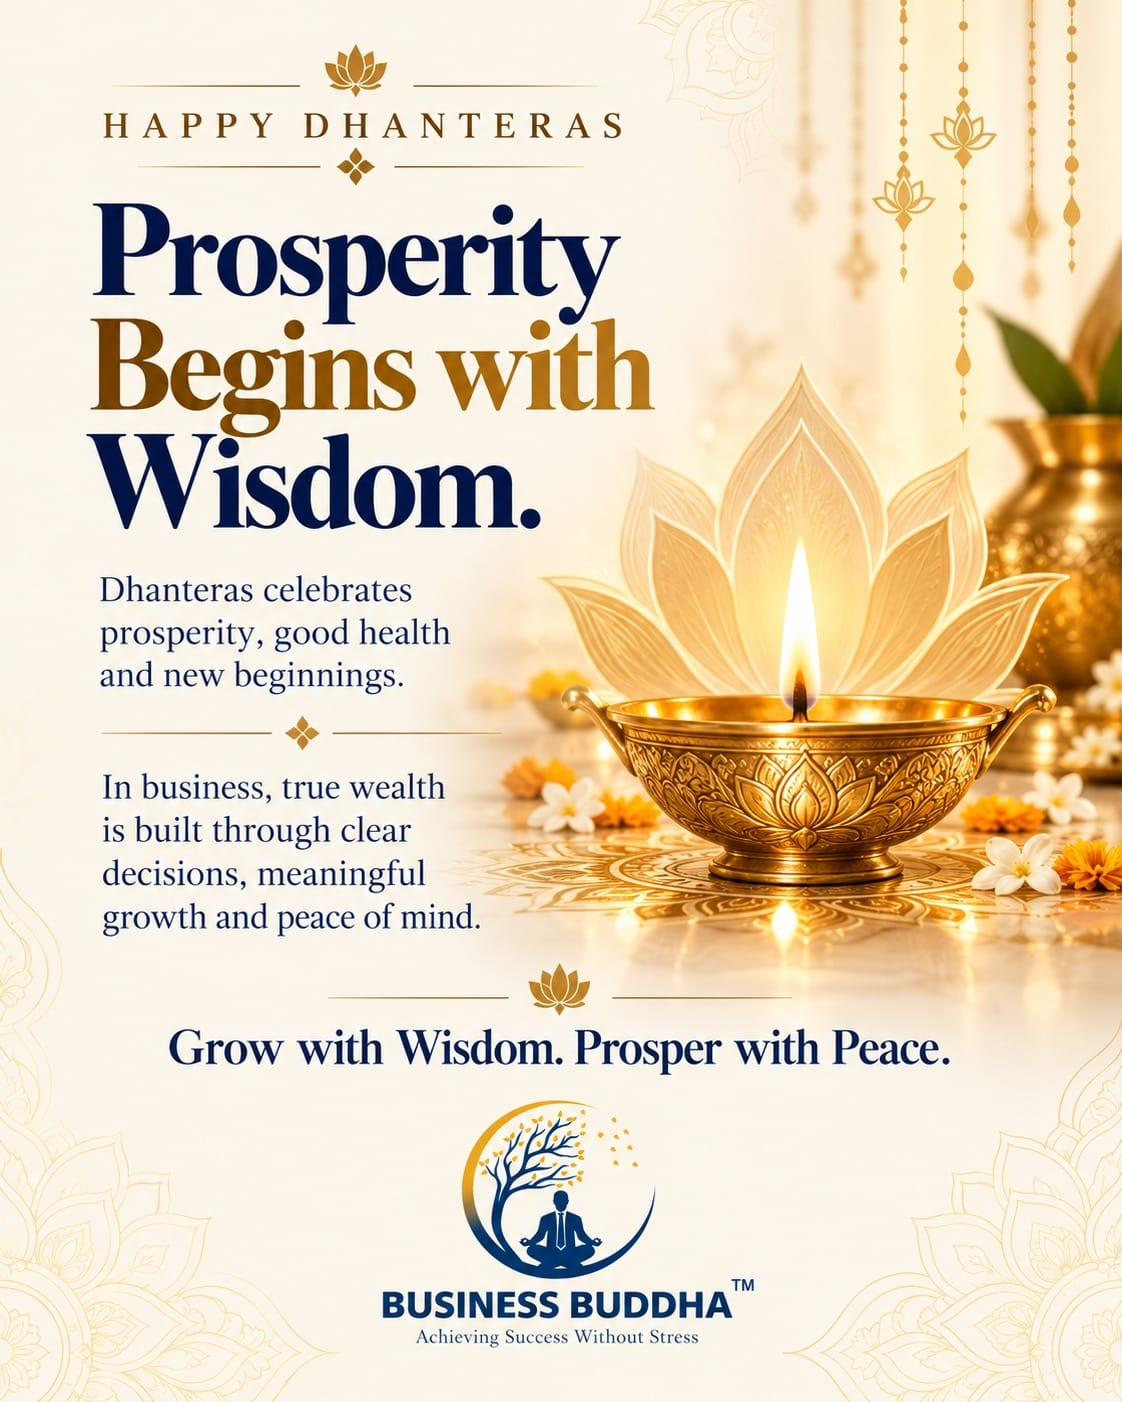 HAPPY DHANTERAS
Prosperity
Begins with
Wisdom.
Dhanteras celebrates
prosperity, good health
and new beginnings.
In business, true wealth
is built through clear
decisions, meaningful
growth and peace of mind.
Grow with Wisdom. Prosper with Peace.
BUSINESS BUDDHA™
Achieving Success Without Stress